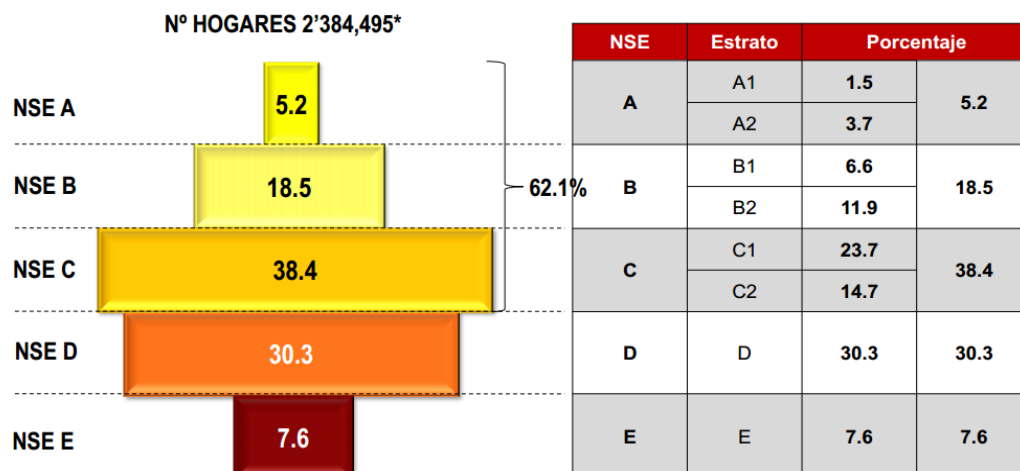 Nº HOGARES 2’384,495*
NSE A
5.2
NSE B
18.5
62.1%
NSE C
38.4
NSE D
30.3
NSE E
7.6
NSE Estrato Porcentaje
A A1 1.5 5.2
A2 3.7
B B1 6.6 18.5
B2 11.9
C C1 23.7 38.4
C2 14.7
D D 30.3 30.3
E E 7.6 7.6